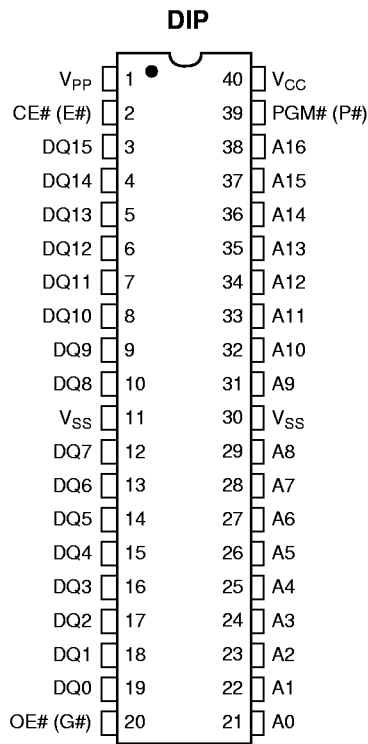 DIP
VPP 1 40 VCC
CE# (E#) 2 39 PGM# (P#)
DQ15 3 38 A16
DQ14 4 37 A15
DQ13 5 36 A14
DQ12 6 35 A13
DQ11 7 34 A12
DQ10 8 33 A11
DQ9 9 32 A10
DQ8 10 31 A9
VSS 11 30 VSS
DQ7 12 29 A8
DQ6 13 28 A7
DQ5 14 27 A6
DQ4 15 26 A5
DQ3 16 25 A4
DQ2 17 24 A3
DQ1 18 23 A2
DQ0 19 22 A1
OE# (G#) 20 21 A0